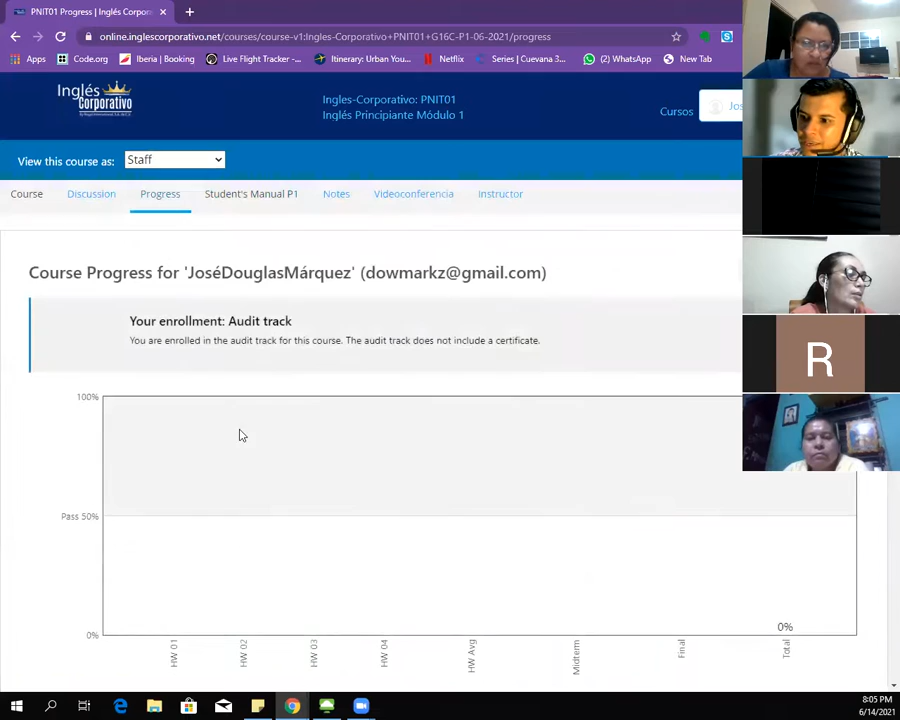 PNIT01 Progress | Inglés Corpora
online.inglescorporativo.net/courses/course-v1:Ingles-Corporativo+PNIT01+G16C-P1-06-2021/progress
Apps Code.org Iberia | Booking Live Flight Tracker -... Itinerary: Urban You... Netflix Series | Cuevana 3... (2) WhatsApp New Tab
Inglés
Corporativo
Ingles-Corporativo: PNIT01
Inglés Principiante Módulo 1
Cursos
Jos
View this course as: Staff
Course Discussion Progress Student's Manual P1 Notes Videoconferencia Instructor
Course Progress for 'JoséDouglasMárquez' (dowmarkz@gmail.com)
Your enrollment: Audit track
You are enrolled in the audit track for this course. The audit track does not include a certificate.
100%
Pass 50%
0%
0%
HW 01 HW 02 HW 03 HW 04 HW Avg Midterm Final Total
R
8:05 PM
6/14/2021